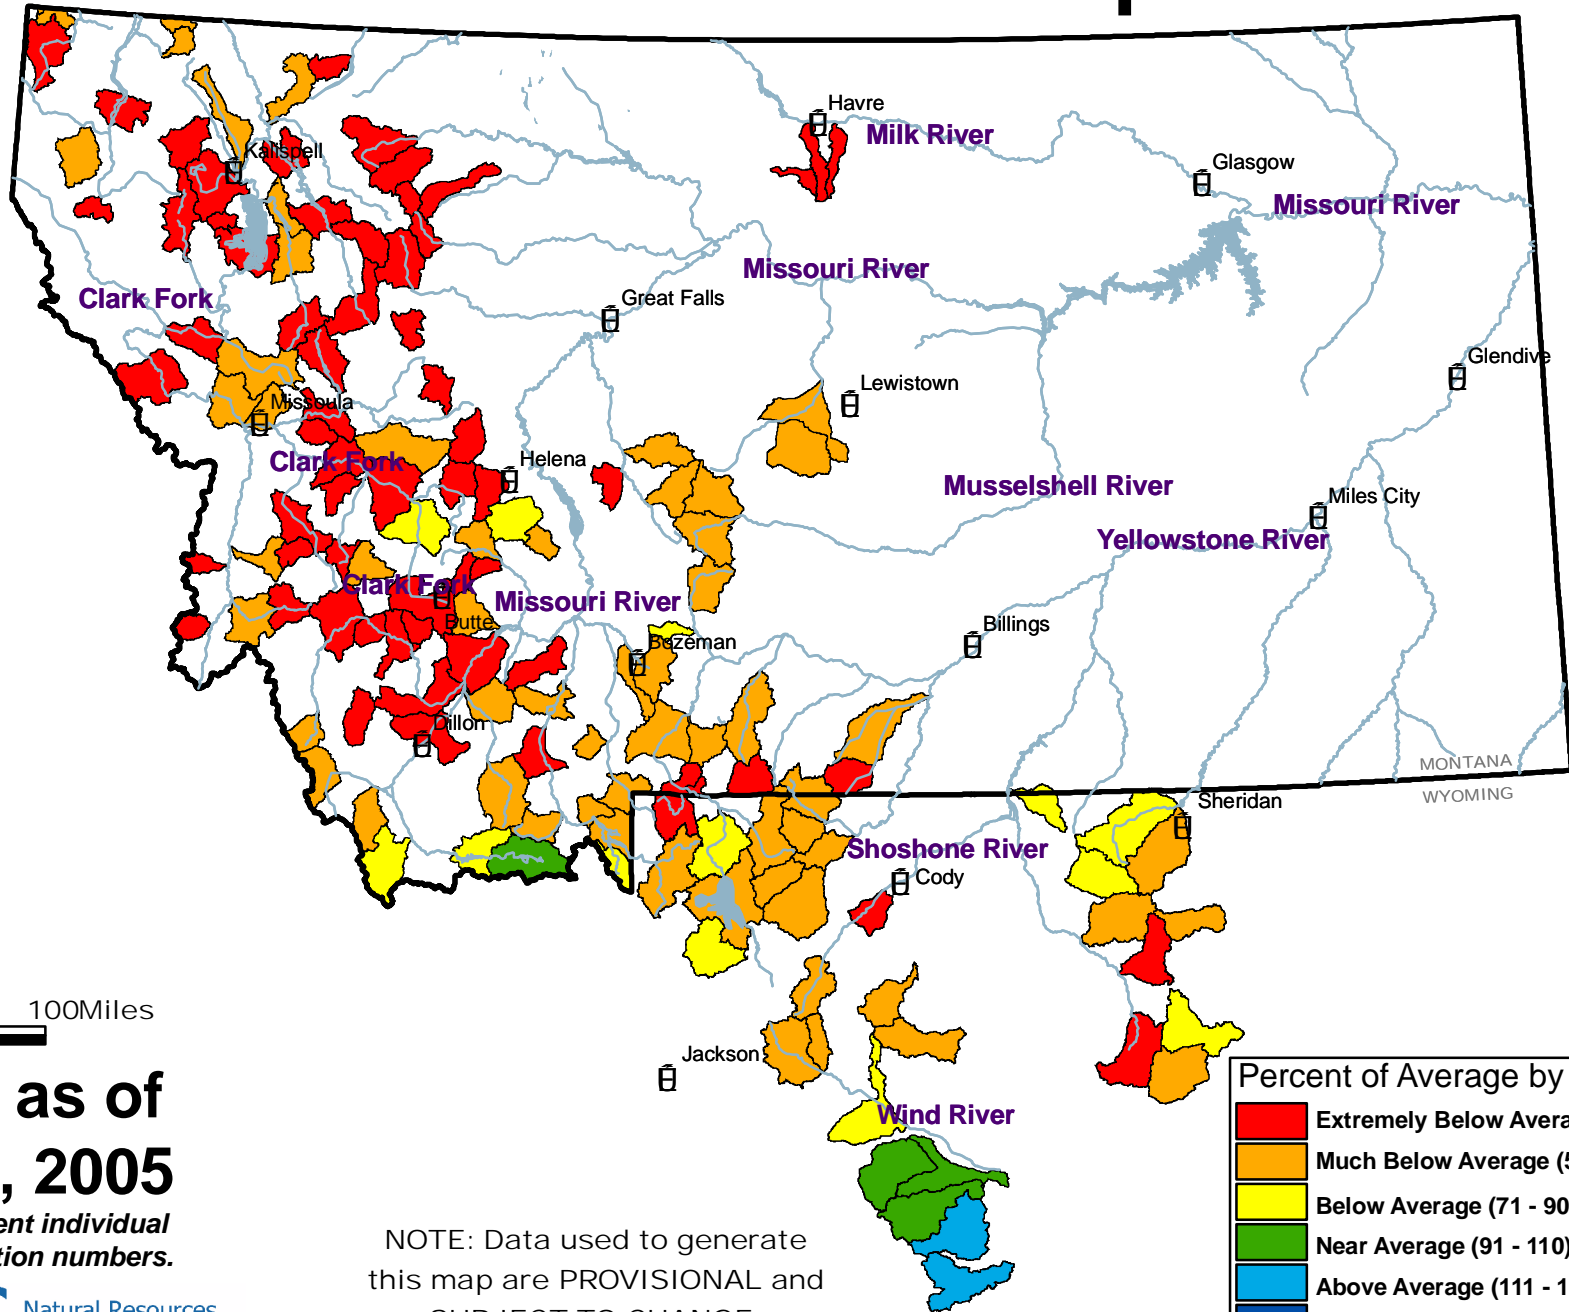 Havre
Milk River
Kalispell
Glasgow
Missouri River
Missouri River
Clark Fork
Great Falls
Glendive
Lewistown
Missoula
Clark Fork
Helena
Musselshell River
Miles City
Yellowstone River
Clark Fork
Missouri River
Butte
Billings
Bozeman
Dillon
MONTANA
WYOMING
Sheridan
Shoshone River
Cody
100Miles
Jackson
Wind River
as of
, 2005
ent individual
tion numbers.
Natural Resources
NOTE: Data used to generate
this map are PROVISIONAL and
SUBJECT TO CHANGE
Percent of Average by
Extremely Below Avera
Much Below Average (5
Below Average (71 - 90
Near Average (91 - 110)
Above Average (111 - 1